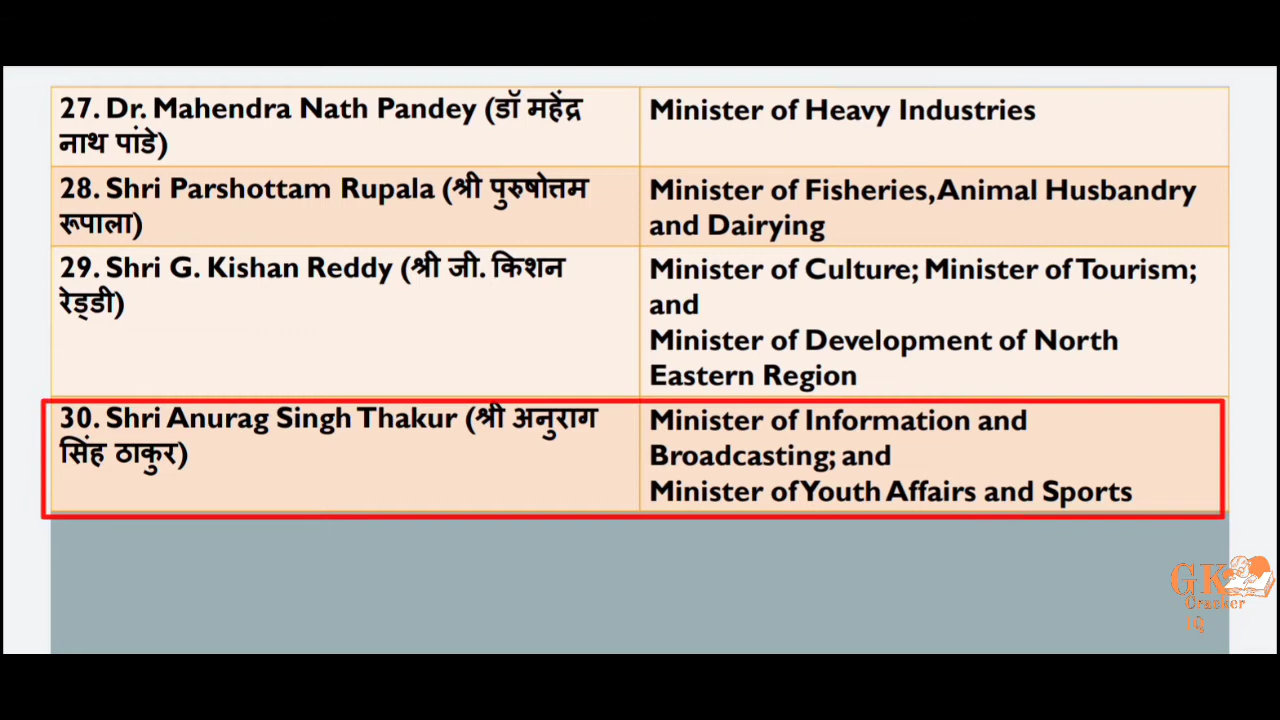 27. Dr. Mahendra Nath Pandey (डॉ महेंद्र
नाथ पांडे)
Minister of Heavy Industries
28. Shri Parshottam Rupala (श्री पुरुषोत्तम
रूपाला)
Minister of Fisheries, Animal Husbandry
and Dairying
29. Shri G. Kishan Reddy (श्री जी. किशन
रेड्डी)
Minister of Culture; Minister of Tourism;
and
Minister of Development of North
Eastern Region
30. Shri Anurag Singh Thakur (श्री अनुराग
सिंह ठाकुर)
Minister of Information and
Broadcasting; and
Minister of Youth Affairs and Sports
GK
Cracker
IQ